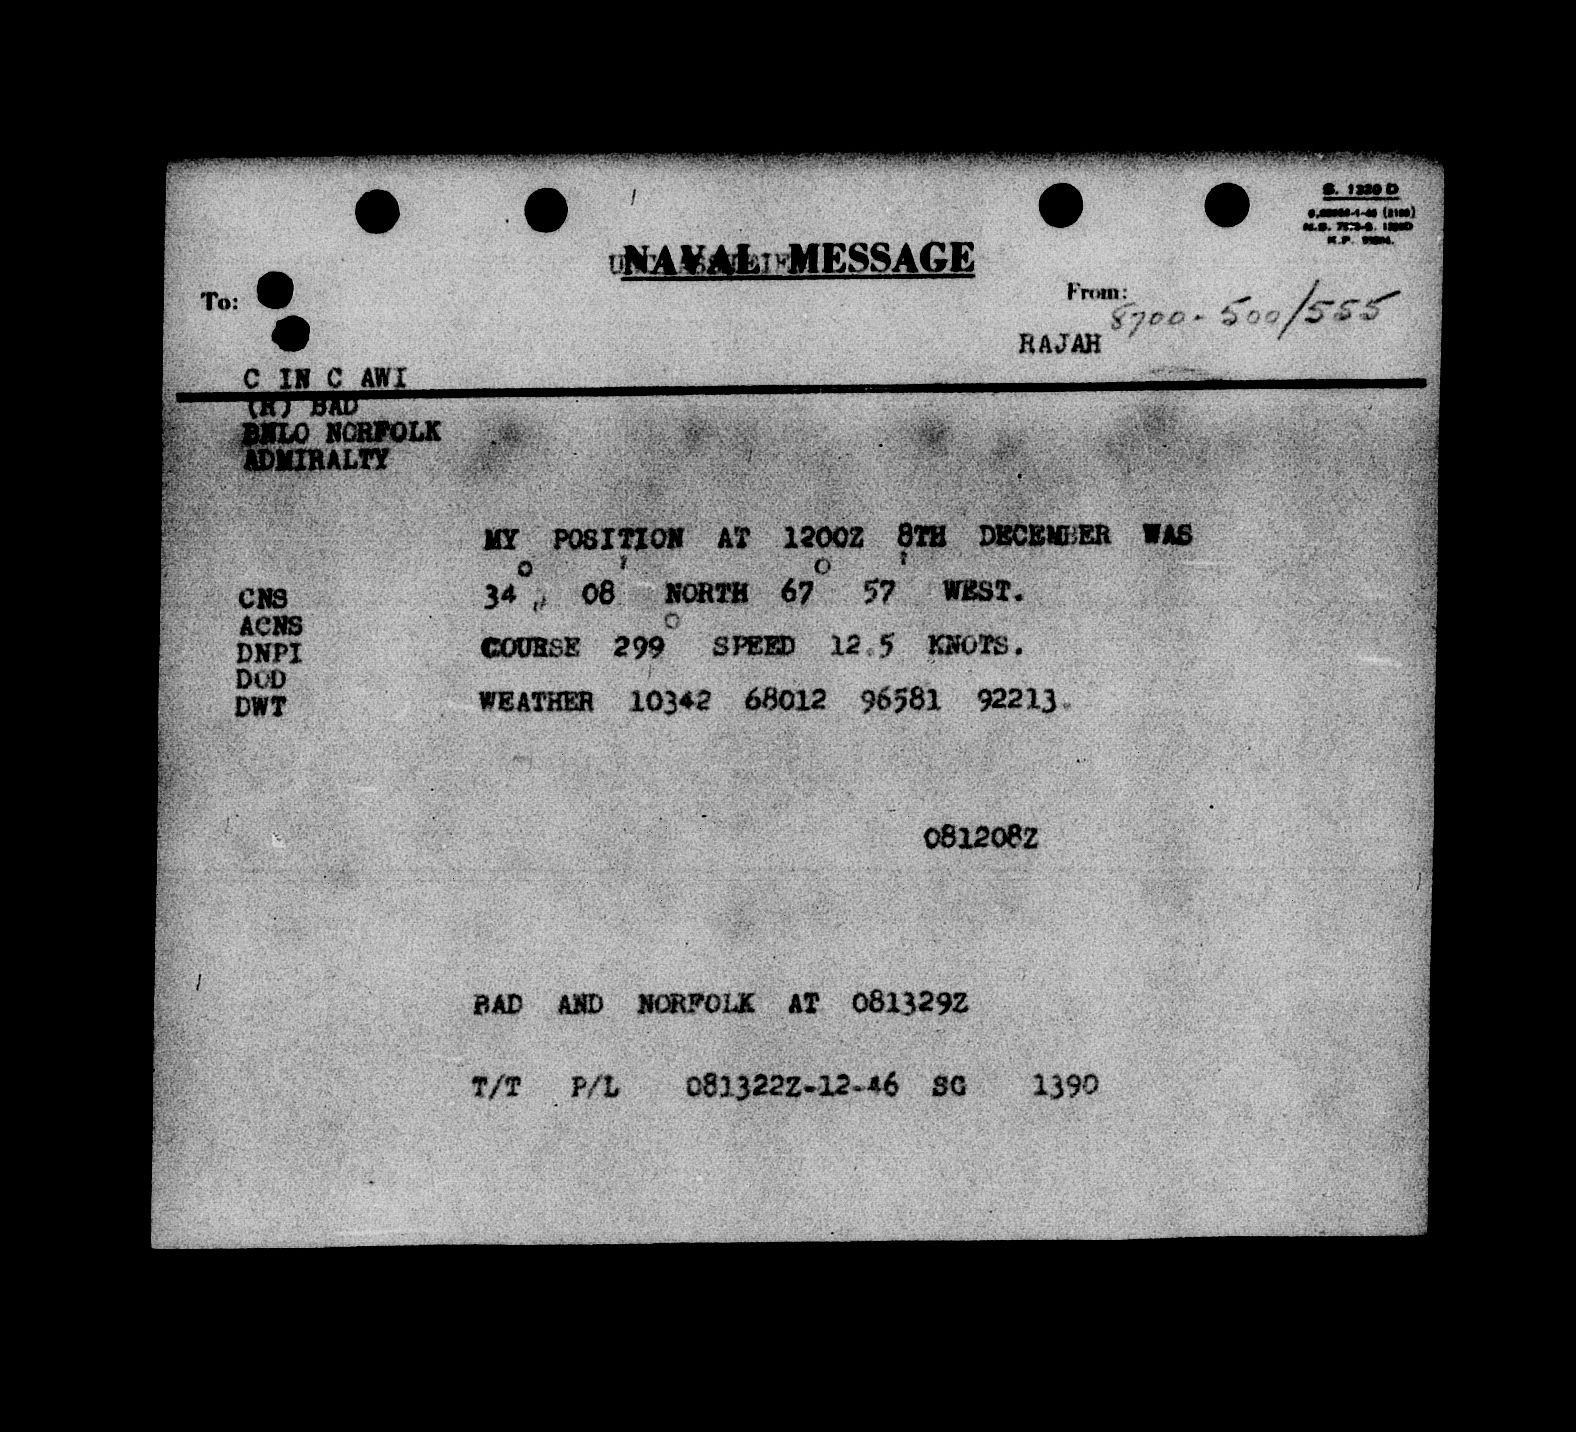 S. 1320 D
NAVAL MESSAGE
To:
From:
8700-500/555
RAJAH
C IN C AWI
(R) BAD
BNLO NORFOLK
ADMIRALTY
MY POSITION AT 1200Z 8TH DECEMBER WAS
34° 08' NORTH 67° 57' WEST.
COURSE 299° SPEED 12.5 KNOTS.
WEATHER 10342 68012 96581 92213.
CNS
ACNS
DNPI
DOD
DWT
081208Z
BAD AND NORFOLK AT 081329Z
T/T P/L 081322Z-12-46 SG 1390